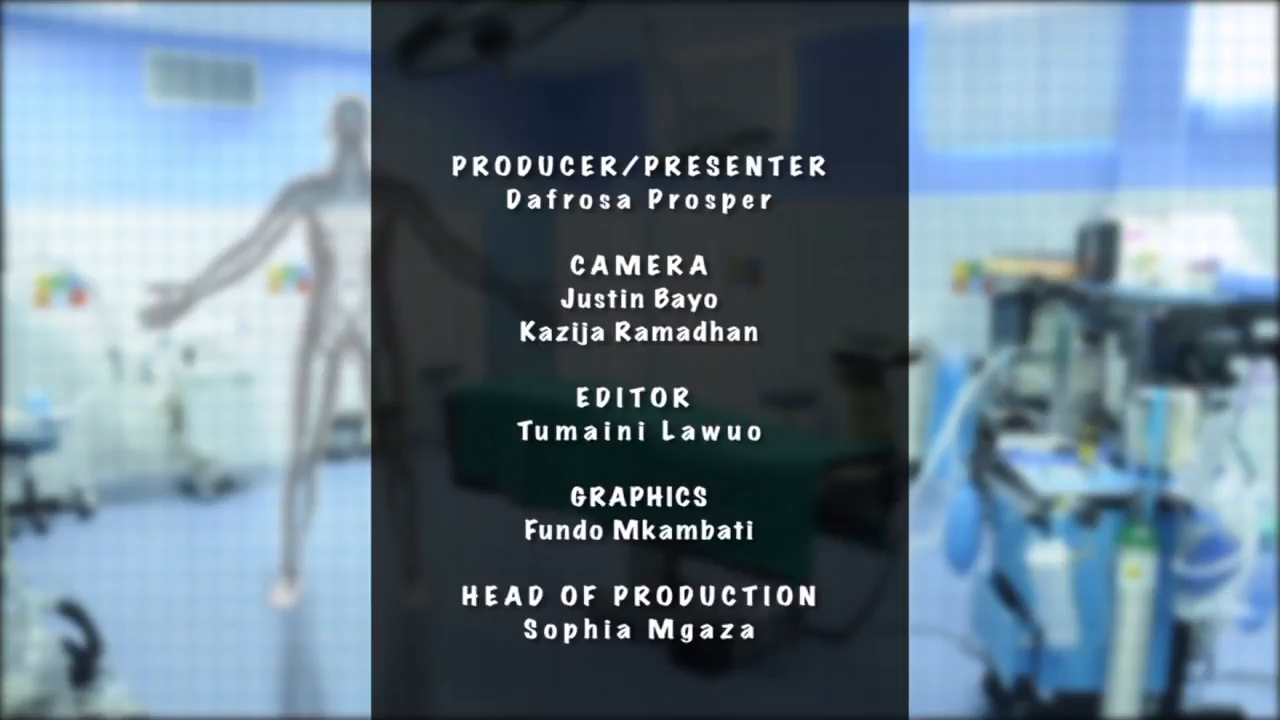 PRODUCER/PRESENTER
Dafrosa Prosper
CAMERA
Justin Bayo
Kazija Ramadhan
EDITOR
Tumaini Lawuo
GRAPHICS
Fundo Mkambati
HEAD OF PRODUCTION
Sophia Mgaza